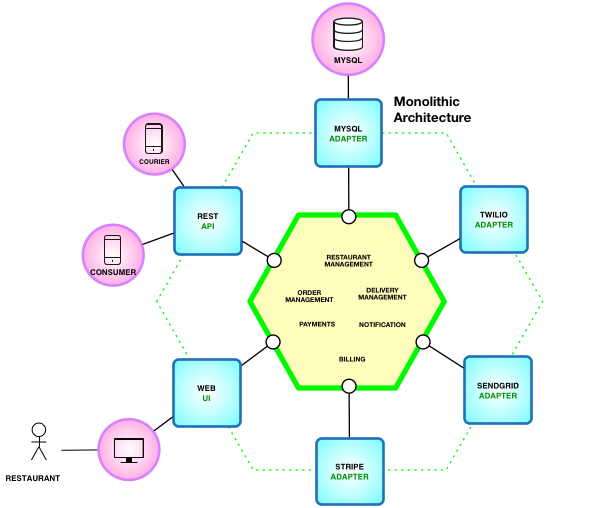 MYSQL
Monolithic
Architecture
MYSQL
ADAPTER
COURIER
REST
API
TWILIO
ADAPTER
CONSUMER
RESTAURANT
MANAGEMENT
ORDER
MANAGEMENT
DELIVERY
MANAGEMENT
PAYMENTS
NOTIFICATION
BILLING
WEB
UI
SENDGRID
ADAPTER
RESTAURANT
STRIPE
ADAPTER